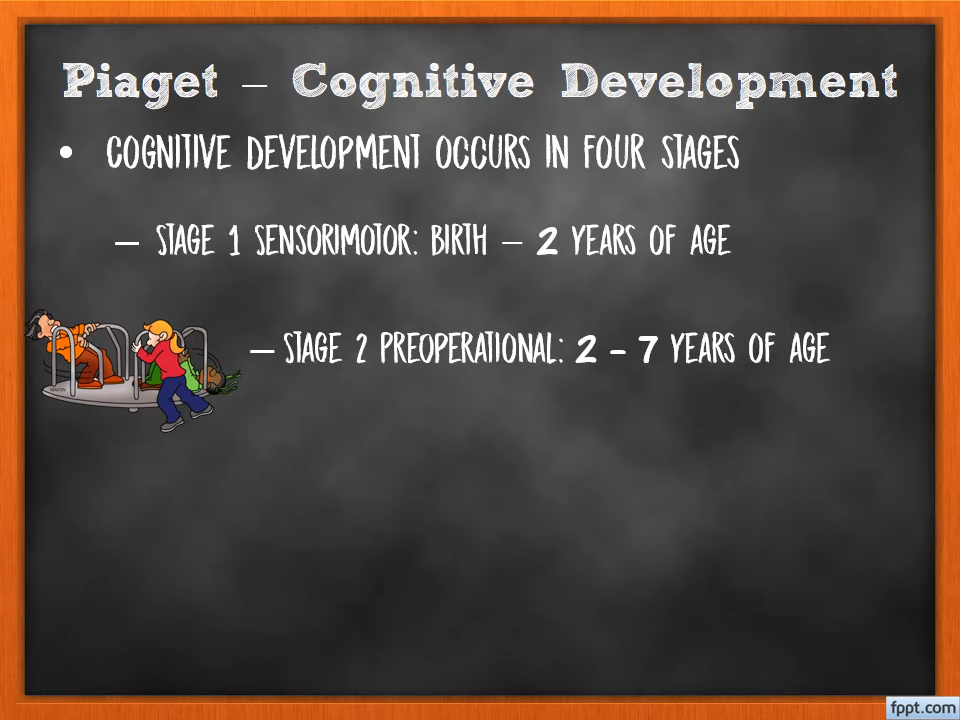 Piaget – Cognitive Development
• COGNITIVE DEVELOPMENT OCCURS IN FOUR STAGES
– STAGE 1 SENSORIMOTOR: BIRTH – 2 YEARS OF AGE
– STAGE 2 PREOPERATIONAL: 2 - 7 YEARS OF AGE
fppt.com